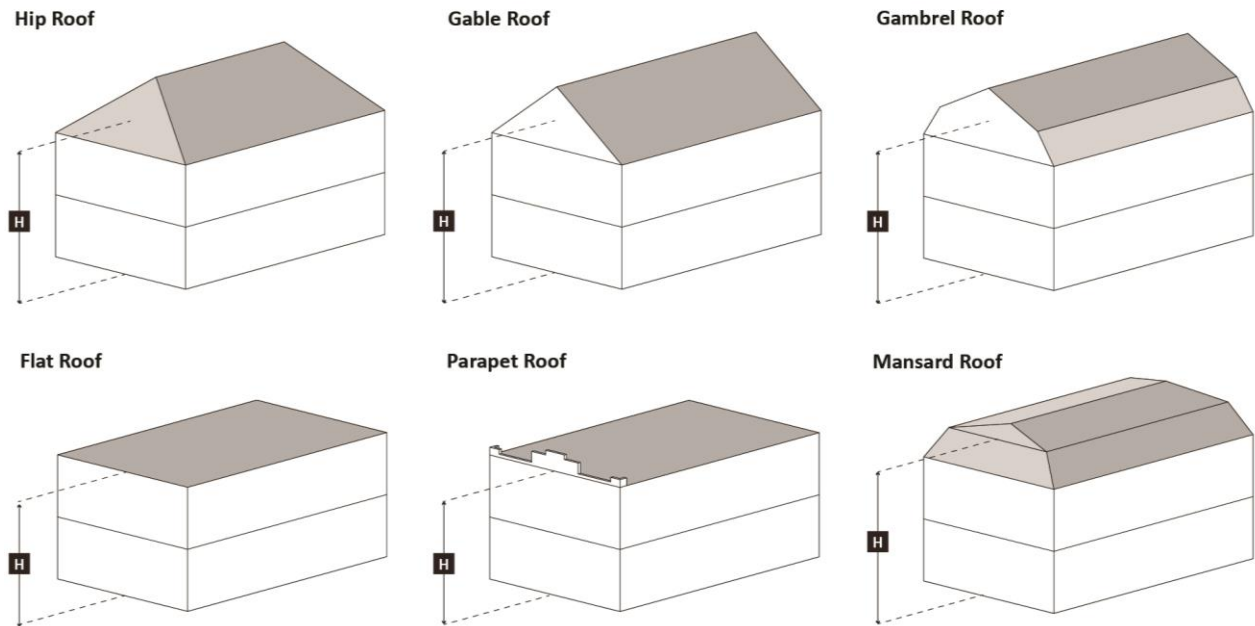 Hip Roof
Gable Roof
Gambrel Roof
H
H
H
Flat Roof
Parapet Roof
Mansard Roof
H
H
H